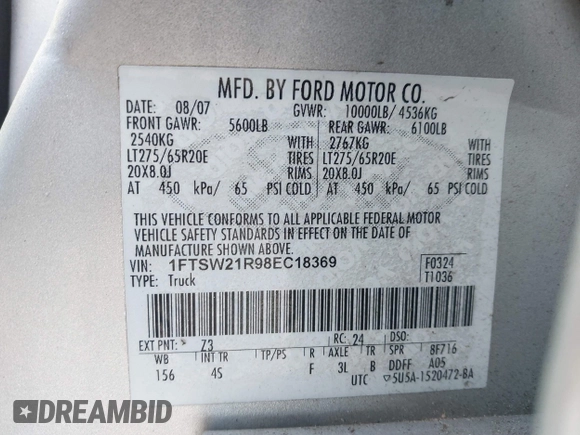 MFD. BY FORD MOTOR CO.
DATE: 08/07 GVWR: 10000LB/ 4536KG
FRONT GAWR: 5600LB REAR GAWR: 6100LB
2540KG WITH 2767KG WITH
LT275/65R20E TIRES LT275/65R20E TIRES
20X8.0J RIMS 20X8.0J RIMS
AT 450 kPa/ 65 PSI COLD AT 450 kPa/ 65 PSI COLD
THIS VEHICLE CONFORMS TO ALL APPLICABLE FEDERAL MOTOR
VEHICLE SAFETY STANDARDS IN EFFECT ON THE DATE OF
MANUFACTURE SHOWN ABOVE.
VIN: 1FTSW21R98EC18369 F0324
TYPE: Truck T1036
EXT PNT: Z3 RC: 24 DSO:
WB INT TR TP/PS R AXLE TR SPR 8F716
156 4S F 3L B DDFF A05
UTC ▽5U5A-1520472-BA
DREAMBID